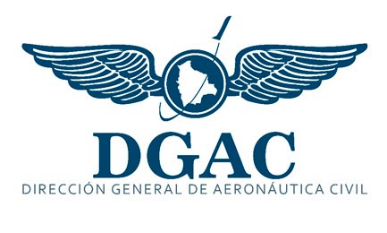 DGAC
DIRECCIÓN GENERAL DE AERONÁUTICA CIVIL